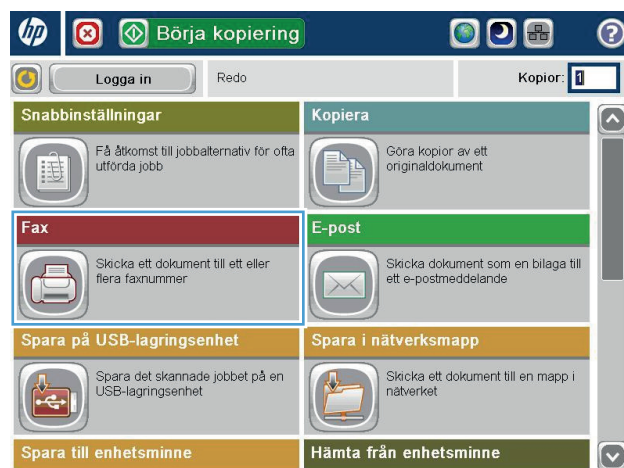 hp Börja kopiering ?
Logga in Redo Kopior: 1
Snabbinställningar
Få åtkomst till jobbalternativ för ofta
utförda jobb
Kopiera
Göra kopior av ett
originaldokument
Fax
Skicka ett dokument till ett eller
flera faxnummer
E-post
Skicka dokument som en bilaga till
ett e-postmeddelande
Spara på USB-lagringsenhet
Spara det skannade jobbet på en
USB-lagringsenhet
Spara i nätverksmapp
Skicka ett dokument till en mapp i
nätverket
Spara till enhetsminne
Hämta från enhetsminne